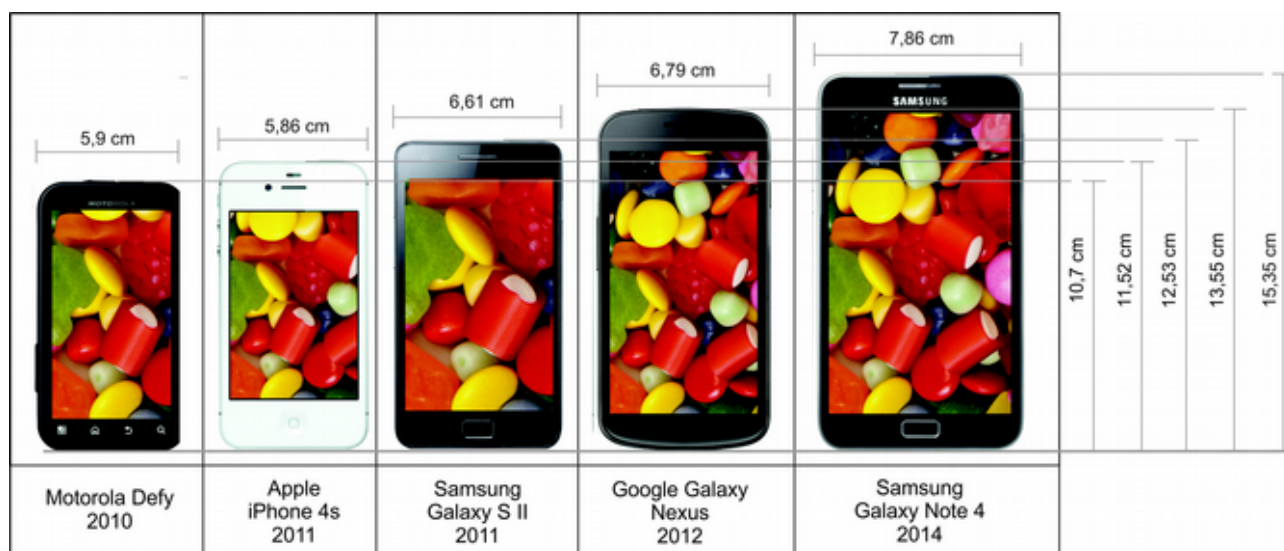 7,86 cm
6,79 cm
6,61 cm
5,86 cm
5,9 cm
SAMSUNG
MOTOROLA
10,7 cm
11,52 cm
12,53 cm
13,55 cm
15,35 cm
Motorola Defy
2010
Apple
iPhone 4s
2011
Samsung
Galaxy S II
2011
Google Galaxy
Nexus
2012
Samsung
Galaxy Note 4
2014